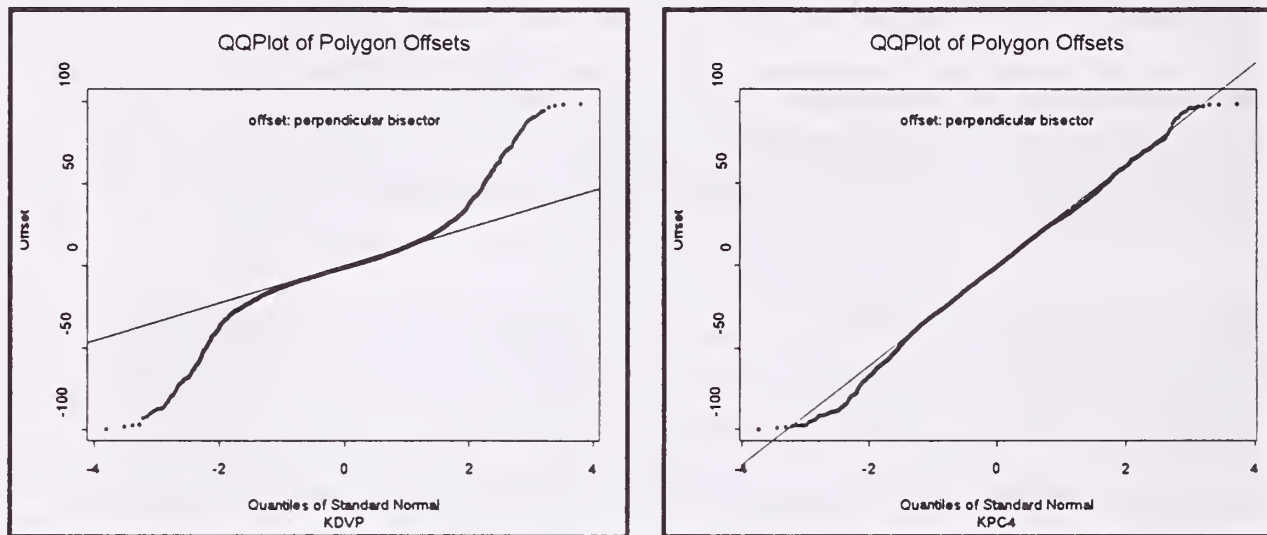 QQPlot of Polygon Offsets
offset: perpendicular bisector
Offset
100
50
0
-50
-100
-4
-2
0
2
4
Quantiles of Standard Normal
KDVP
QQPlot of Polygon Offsets
offset: perpendicular bisector
Offset
100
50
0
-50
-100
-4
-2
0
2
4
Quantiles of Standard Normal
KPC4